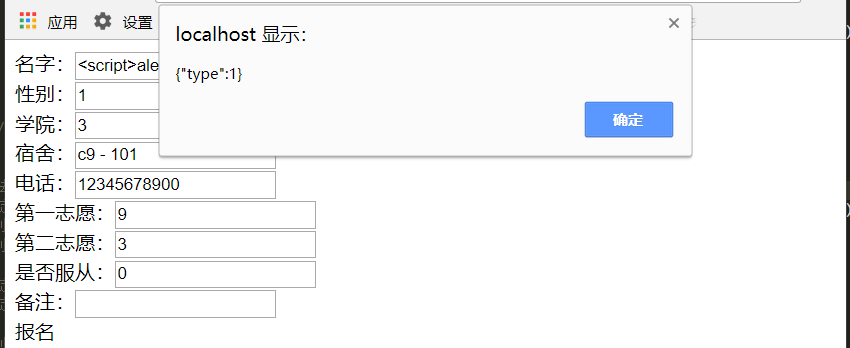 应用 设置
localhost 显示：
{"type":1}
确定
名字：<script>ale
性别：1
学院：3
宿舍：c9 - 101
电话：12345678900
第一志愿：9
第二志愿：3
是否服从：0
备注：
报名